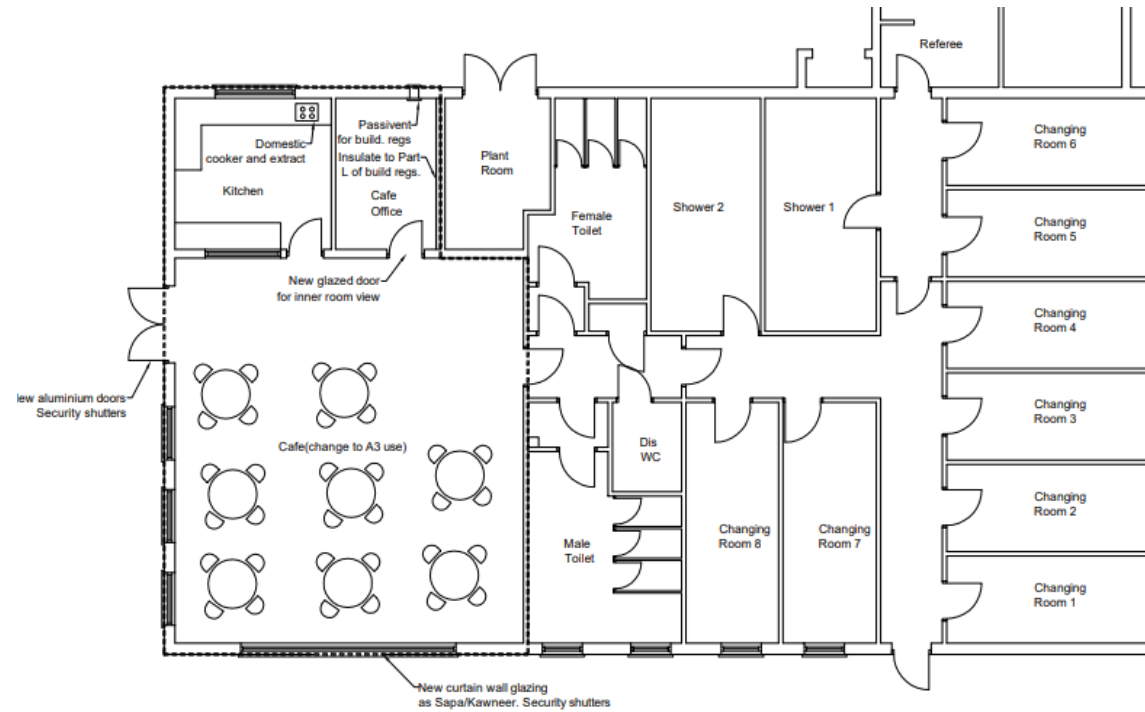 Referee
Domestic
cooker and extract
Kitchen
Passivent
for build. regs
Insulate to Part
L of build regs.
Cafe
Office
Plant
Room
Female
Toilet
Shower 2
Shower 1
Changing
Room 6
Changing
Room 5
Changing
Room 4
Changing
Room 3
Changing
Room 2
Changing
Room 1
New glazed door
for inner room view
lew aluminium doors
Security shutters
Cafe(change to A3 use)
Dis
WC
Male
Toilet
Changing
Room 8
Changing
Room 7
New curtain wall glazing
as Sapa/Kawneer. Security shutters